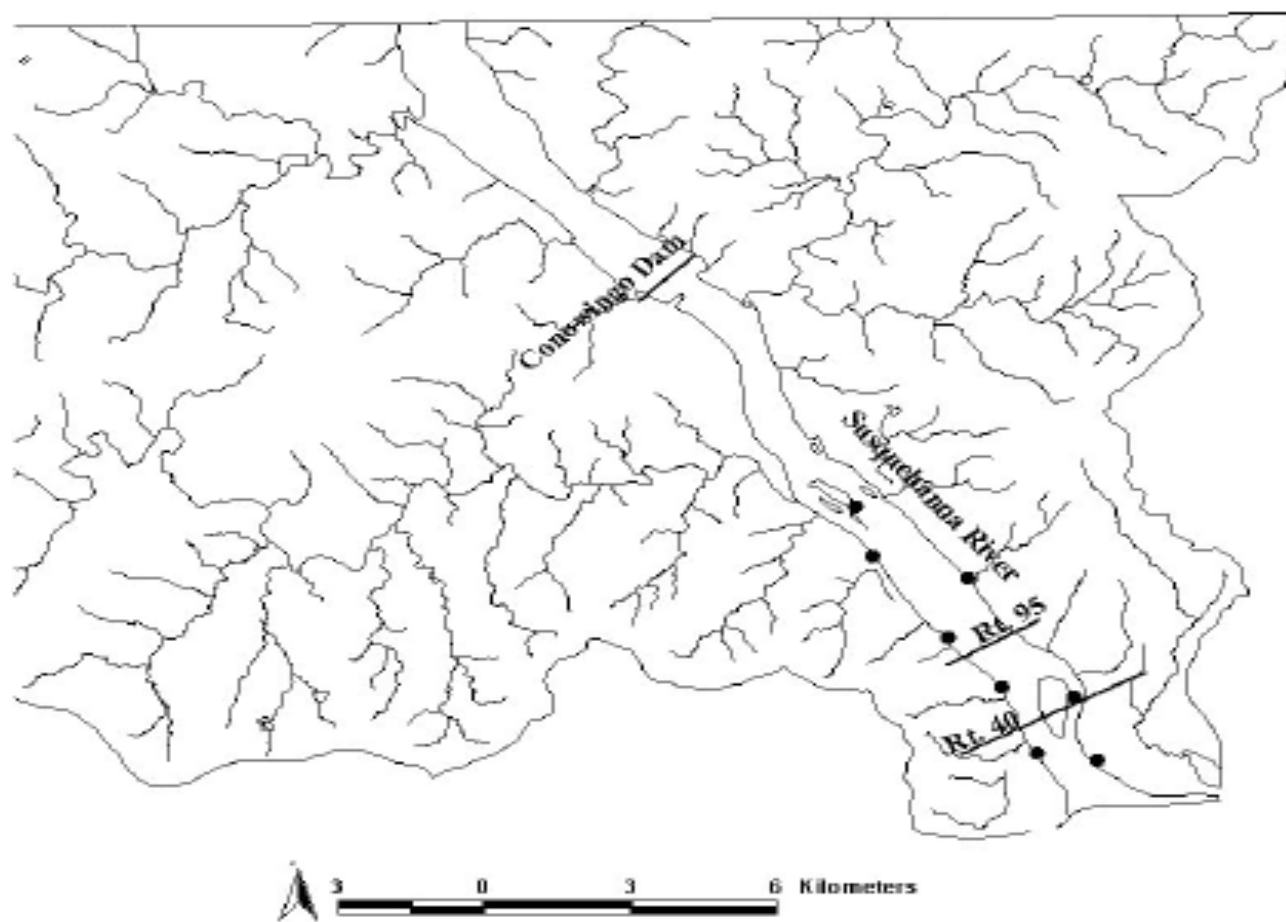 Conowingo Dam
Susquehanna River
Rt. 95
Rt. 40
3 0 3 6 Kilometers